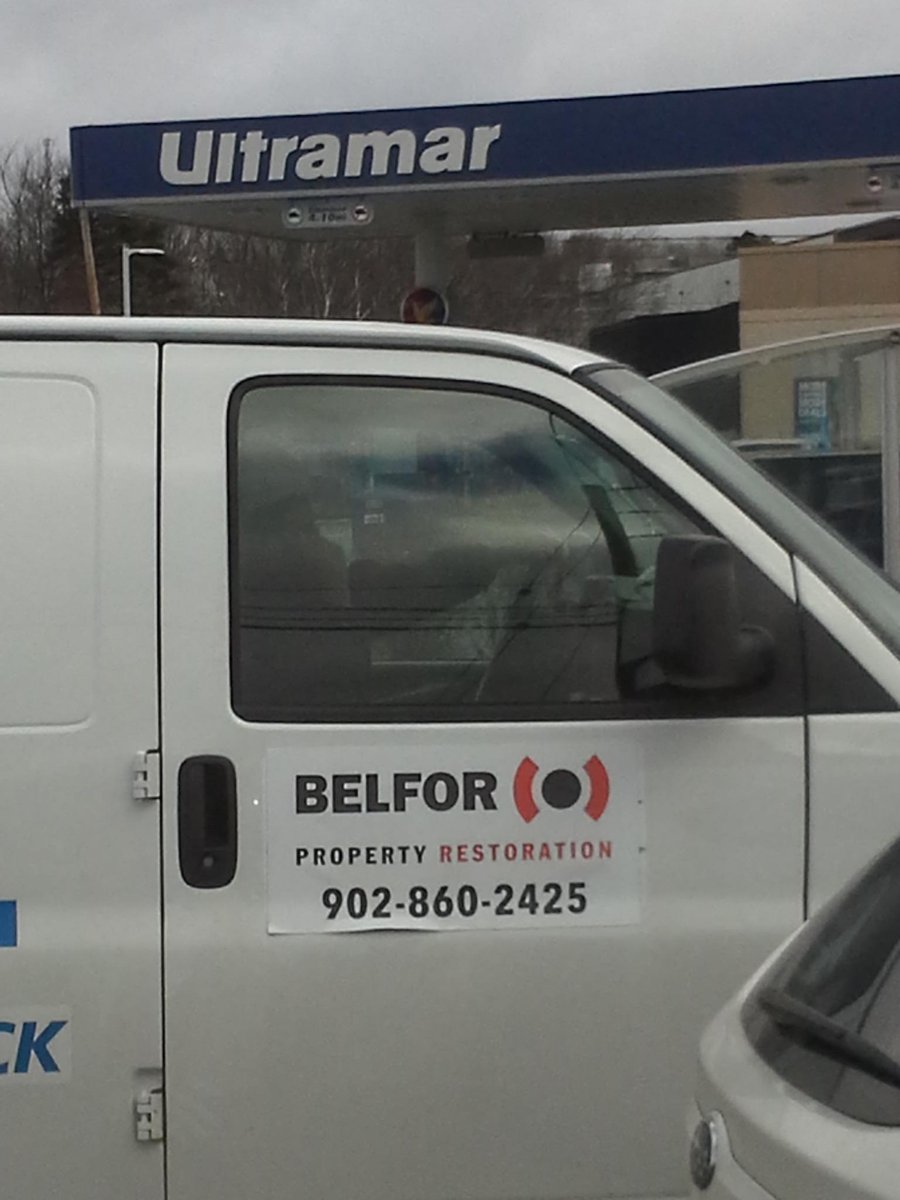 Ultramar
BELFOR
PROPERTY RESTORATION
902-860-2425
CK